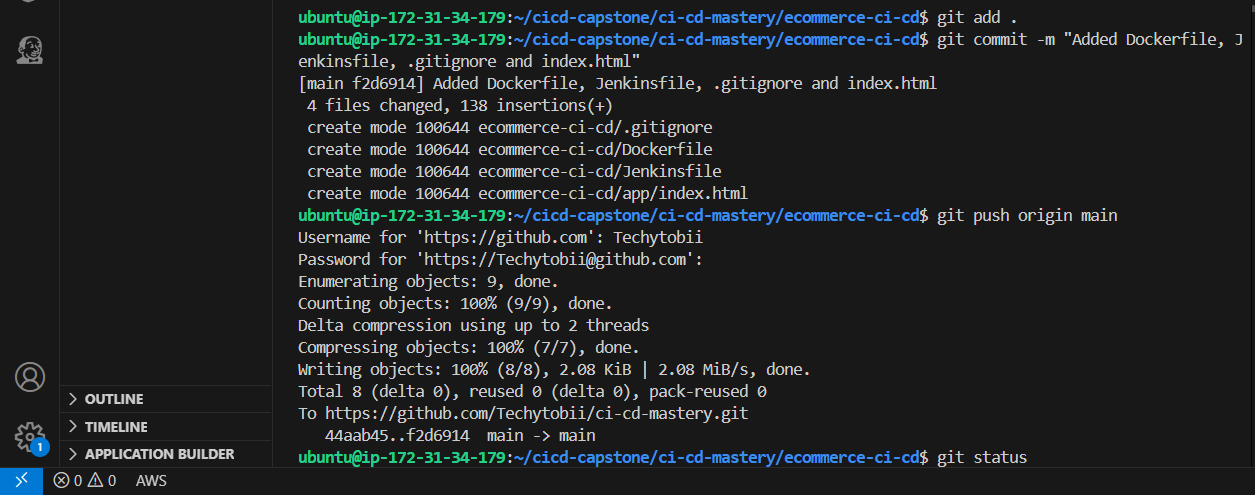 ubuntu@ip-172-31-34-179:~/cicd-capstone/ci-cd-mastery/ecommerce-ci-cd$ git add .
ubuntu@ip-172-31-34-179:~/cicd-capstone/ci-cd-mastery/ecommerce-ci-cd$ git commit -m "Added Dockerfile, J
enkinsfile, .gitignore and index.html"
[main f2d6914] Added Dockerfile, Jenkinsfile, .gitignore and index.html
 4 files changed, 138 insertions(+)
 create mode 100644 ecommerce-ci-cd/.gitignore
 create mode 100644 ecommerce-ci-cd/Dockerfile
 create mode 100644 ecommerce-ci-cd/Jenkinsfile
 create mode 100644 ecommerce-ci-cd/app/index.html
ubuntu@ip-172-31-34-179:~/cicd-capstone/ci-cd-mastery/ecommerce-ci-cd$ git push origin main
Username for 'https://github.com': Techytobii
Password for 'https://Techytobii@github.com':
Enumerating objects: 9, done.
Counting objects: 100% (9/9), done.
Delta compression using up to 2 threads
Compressing objects: 100% (7/7), done.
Writing objects: 100% (8/8), 2.08 KiB | 2.08 MiB/s, done.
Total 8 (delta 0), reused 0 (delta 0), pack-reused 0
To https://github.com/Techytobii/ci-cd-mastery.git
   44aab45..f2d6914  main -> main
ubuntu@ip-172-31-34-179:~/cicd-capstone/ci-cd-mastery/ecommerce-ci-cd$ git status
OUTLINE
TIMELINE
APPLICATION BUILDER
1
0 0 AWS